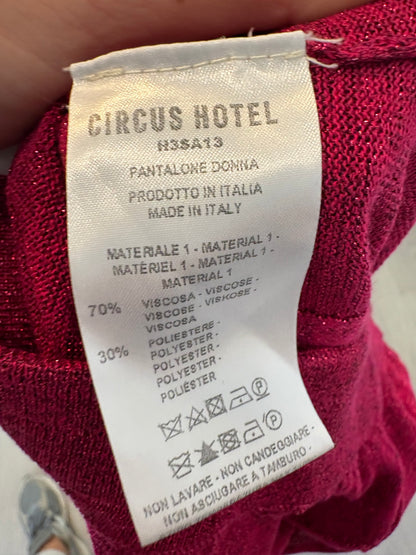 CIRCUS HOTEL
H3SA13
PANTALONE DONNA
PRODOTTO IN ITALIA
MADE IN ITALY
MATERIALE 1 - MATERIAL 1 -
MATÉRIEL 1 - MATERIAL 1 -
MATERIAL 1
70% VISCOSA - VISCOSE -
VISCOSE - VISKOSE -
VISCOSA
30% POLIESTERE -
POLYESTER -
POLYESTER -
POLYESTER -
POLIÉSTER
P
P
NON LAVARE - NON CANDEGGIARE -
NON ASCIUGARE A TAMBURO -